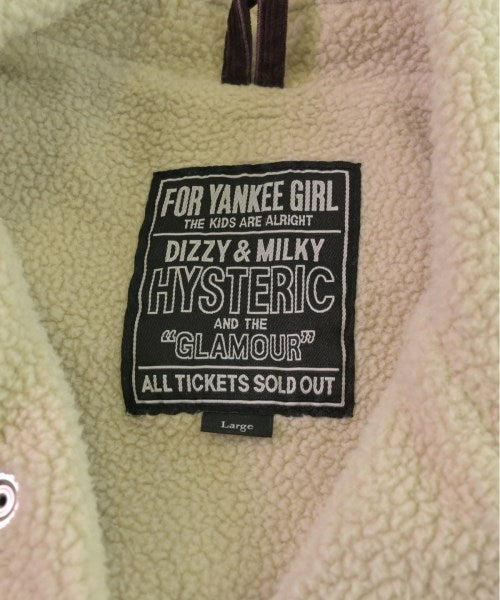 FOR YANKEE GIRL
THE KIDS ARE ALRIGHT
DIZZY & MILKY
HYSTERIC
AND THE
"GLAMOUR"
ALL TICKETS SOLD OUT
Large